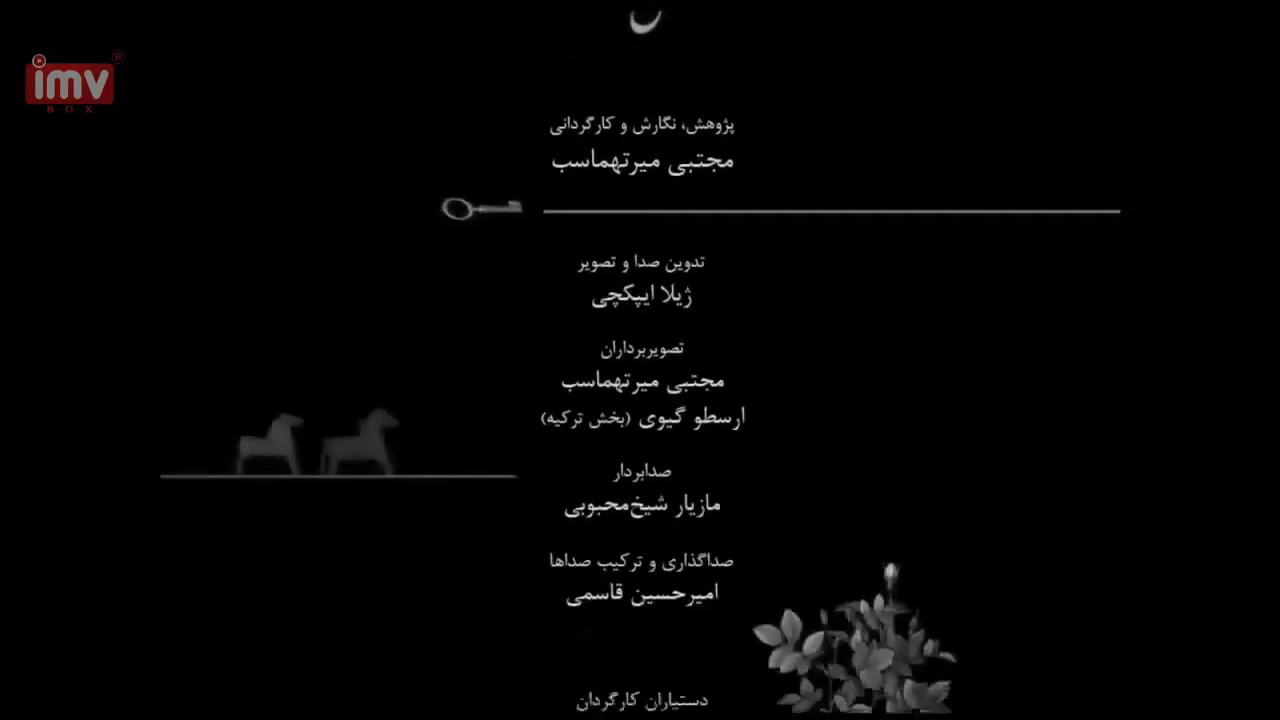 imv
BOX
پژوهش، نگارش و کارگردانی
مجتبی میرتهماسب
تدوین صدا و تصویر
ژیلا ایپکچی
تصویربرداران
مجتبی میرتهماسب
ارسطو گیوی (بخش ترکیه)
صدابردار
مازیار شیخ‌محبوبی
صداگذاری و ترکیب صداها
امیرحسین قاسمی
دستیاران کارگردان